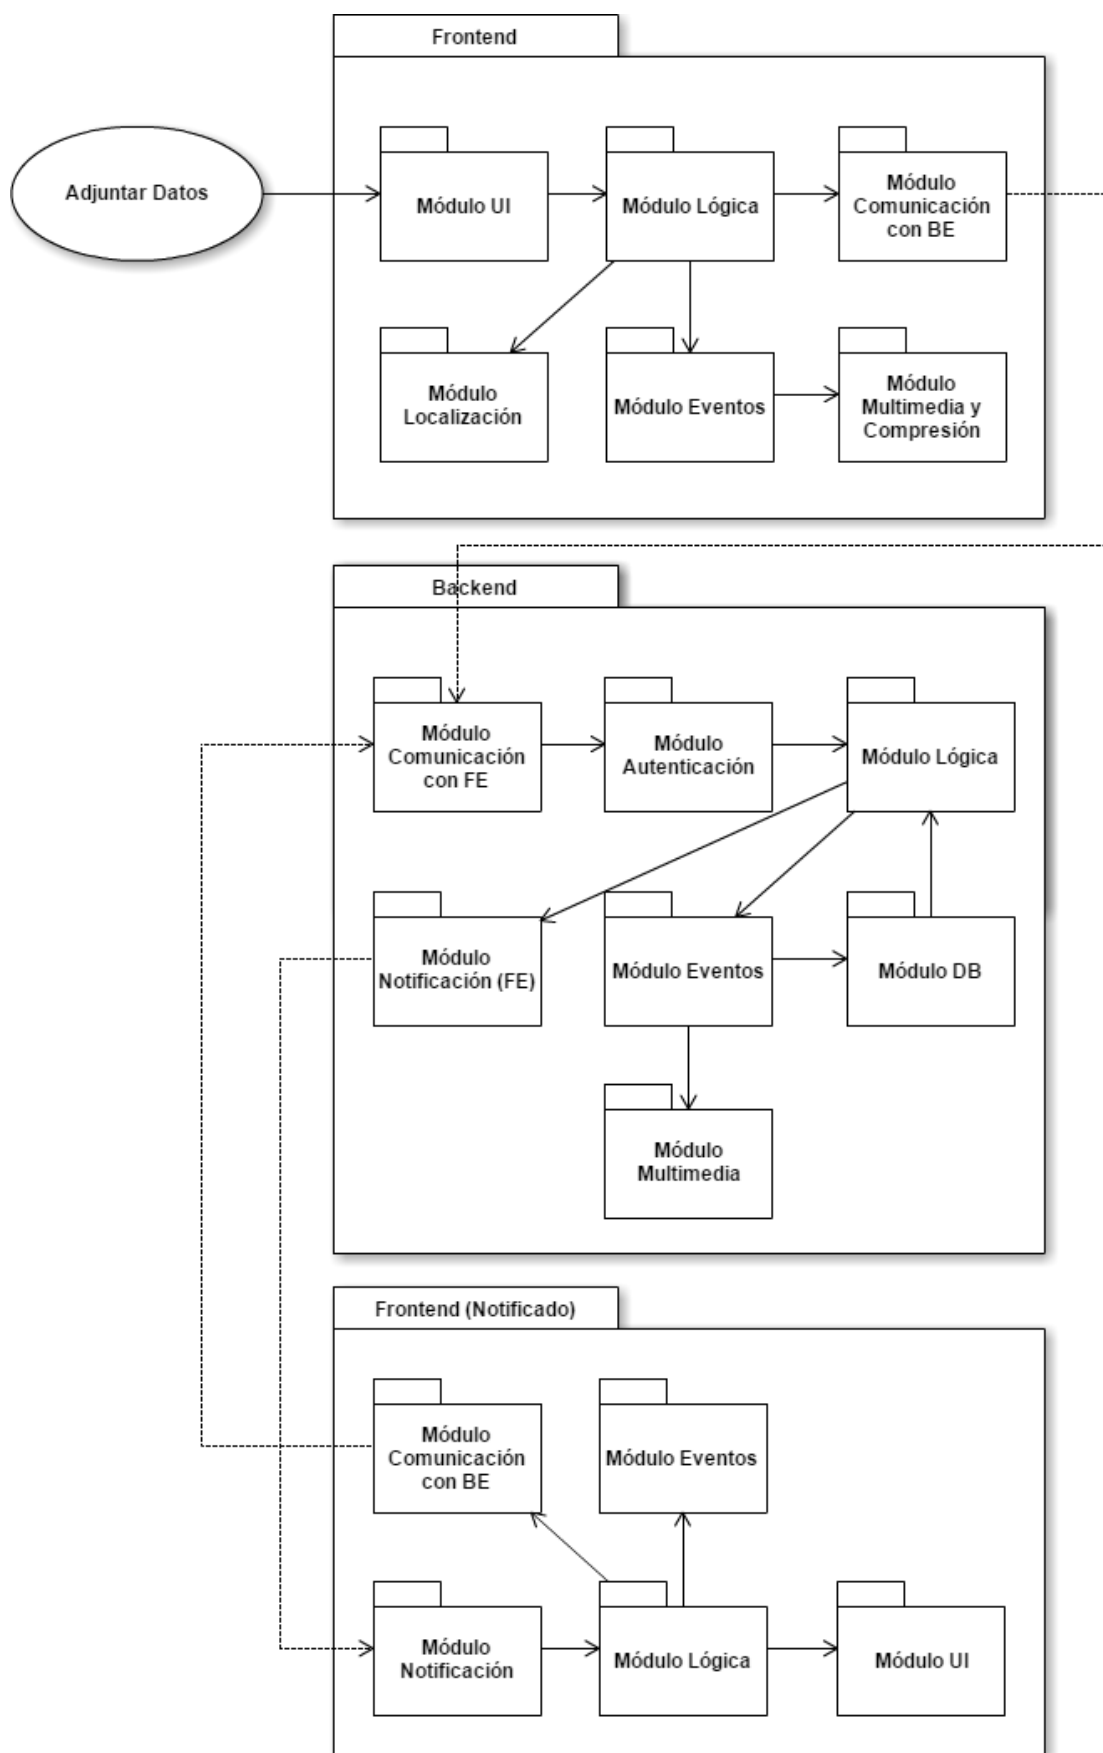 Frontend
Adjuntar Datos
Módulo UI
Módulo Lógica
Módulo
Comunicación
con BE
Módulo
Localización
Módulo Eventos
Módulo
Multimedia y
Compresión
Backend
Módulo
Comunicación
con FE
Módulo
Autenticación
Módulo Lógica
Módulo
Notificación (FE)
Módulo Eventos
Módulo DB
Módulo
Multimedia
Frontend (Notificado)
Módulo
Comunicación
con BE
Módulo Eventos
Módulo
Notificación
Módulo Lógica
Módulo UI